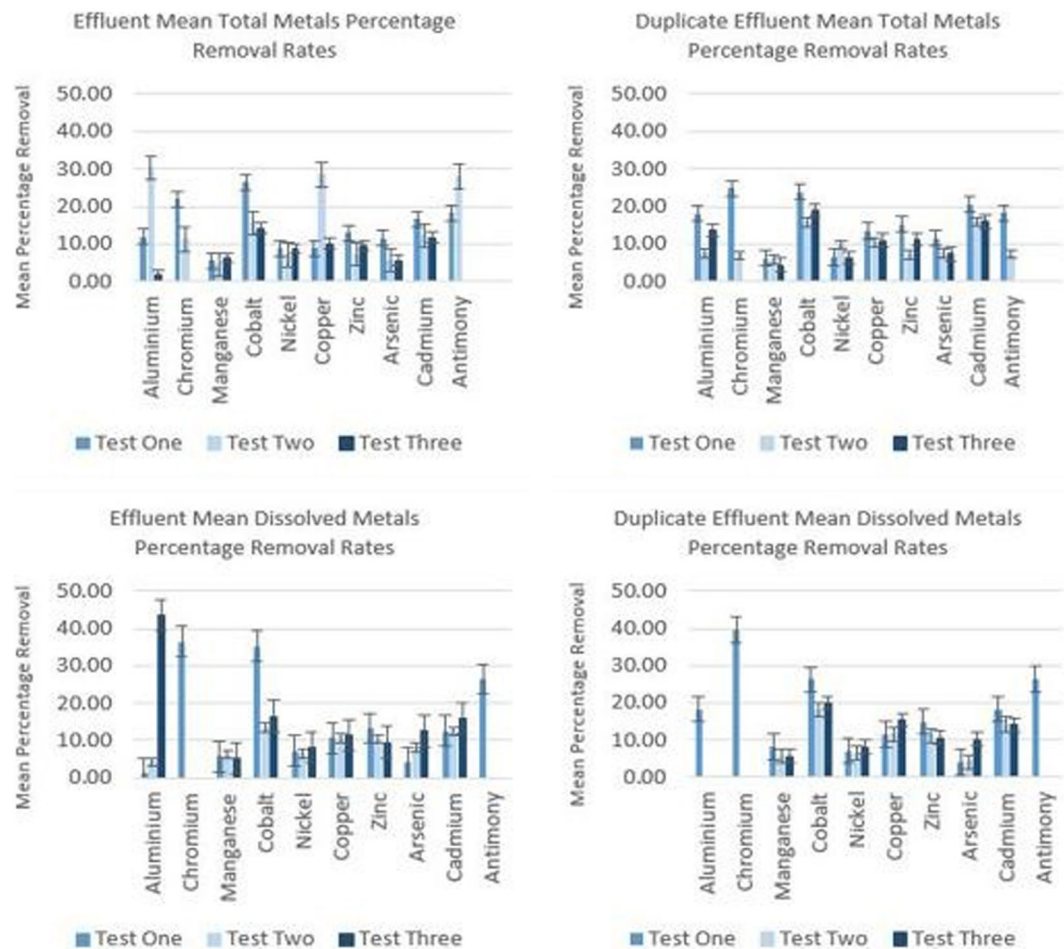 Effluent Mean Total Metals Percentage
Removal Rates
Mean Percentage Removal
50.00
40.00
30.00
20.00
10.00
0.00
Aluminium
Chromium
Manganese
Cobalt
Nickel
Copper
Zinc
Arsenic
Cadmium
Antimony
Test One Test Two Test Three
Duplicate Effluent Mean Total Metals
Percentage Removal Rates
Mean Percentage Removal
50.00
40.00
30.00
20.00
10.00
0.00
Aluminium
Chromium
Manganese
Cobalt
Nickel
Copper
Zinc
Arsenic
Cadmium
Antimony
Test One Test Two Test Three
Effluent Mean Dissolved Metals
Percentage Removal Rates
Mean Percentage Removal
50.00
40.00
30.00
20.00
10.00
0.00
Aluminium
Chromium
Manganese
Cobalt
Nickel
Copper
Zinc
Arsenic
Cadmium
Antimony
Test One Test Two Test Three
Duplicate Effluent Mean Dissolved Metals
Percentage Removal Rates
Mean Percentage Removal
50.00
40.00
30.00
20.00
10.00
0.00
Aluminium
Chromium
Manganese
Cobalt
Nickel
Copper
Zinc
Arsenic
Cadmium
Antimony
Test One Test Two Test Three